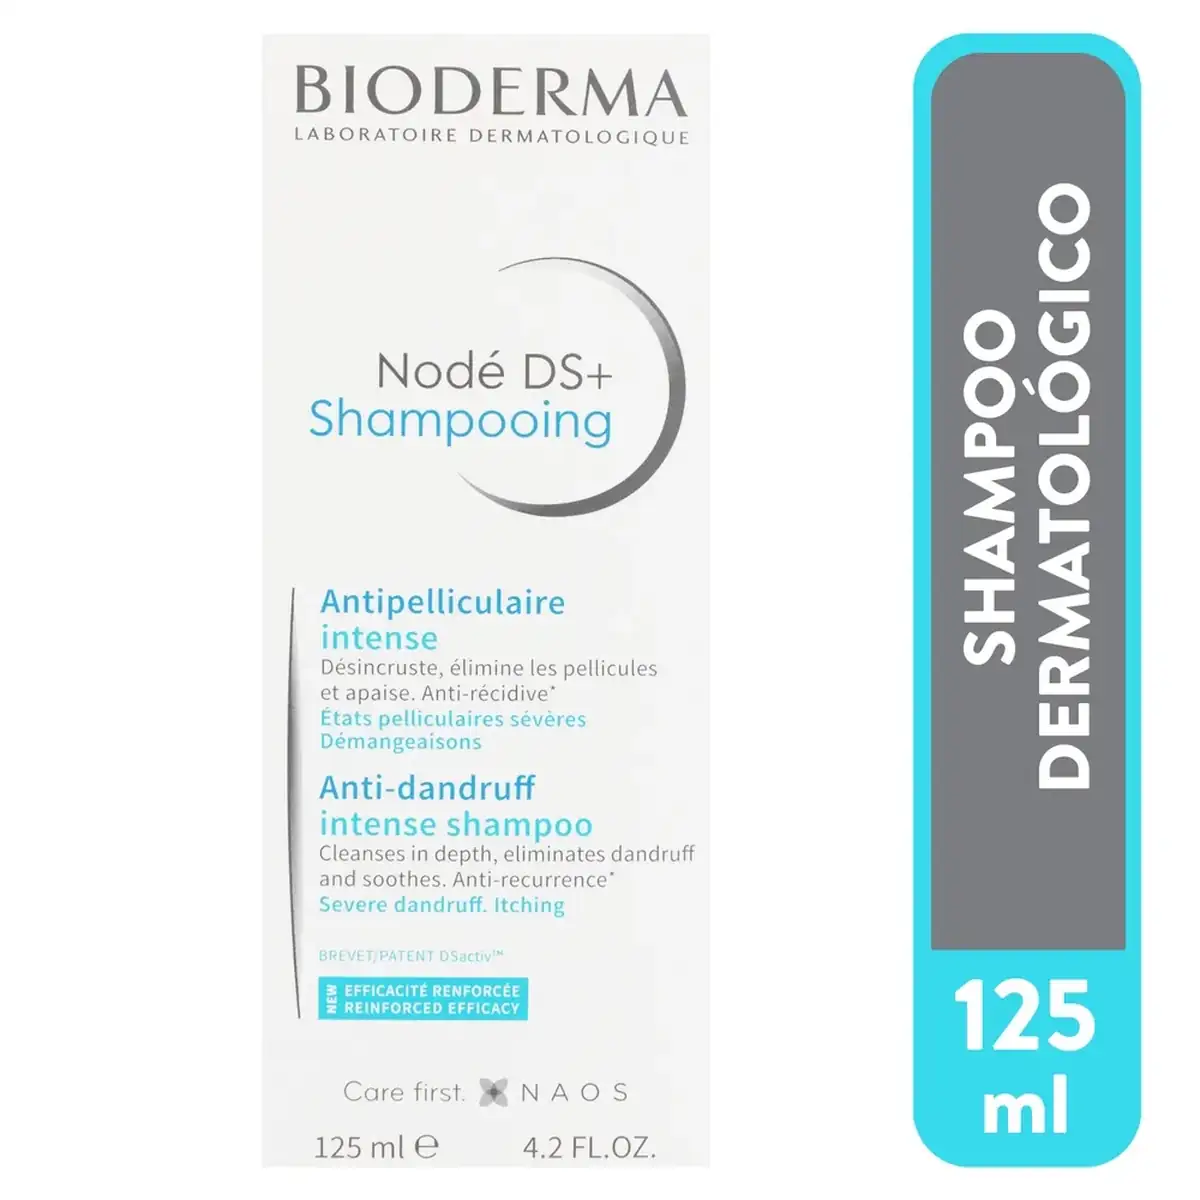 BIODERMA
LABORATOIRE DERMATOLOGIQUE
Nodé DS+
Shampooing
Antipelliculaire
intense
Désincruste, élimine les pellicules
et apaise. Anti-récidive*
États pelliculaires sévères
Démangeaisons
Anti-dandruff
intense shampoo
Cleanses in depth, eliminates dandruff
and soothes. Anti-recurrence*
Severe dandruff. Itching
BREVET/PATENT DSactiv™
NEW
EFFICACITÉ RENFORCÉE
REINFORCED EFFICACY
Care first. NAOS
125 ml ℮ 4.2 FL.OZ.
SHAMPOO
DERMATOLÓGICO
125
ml